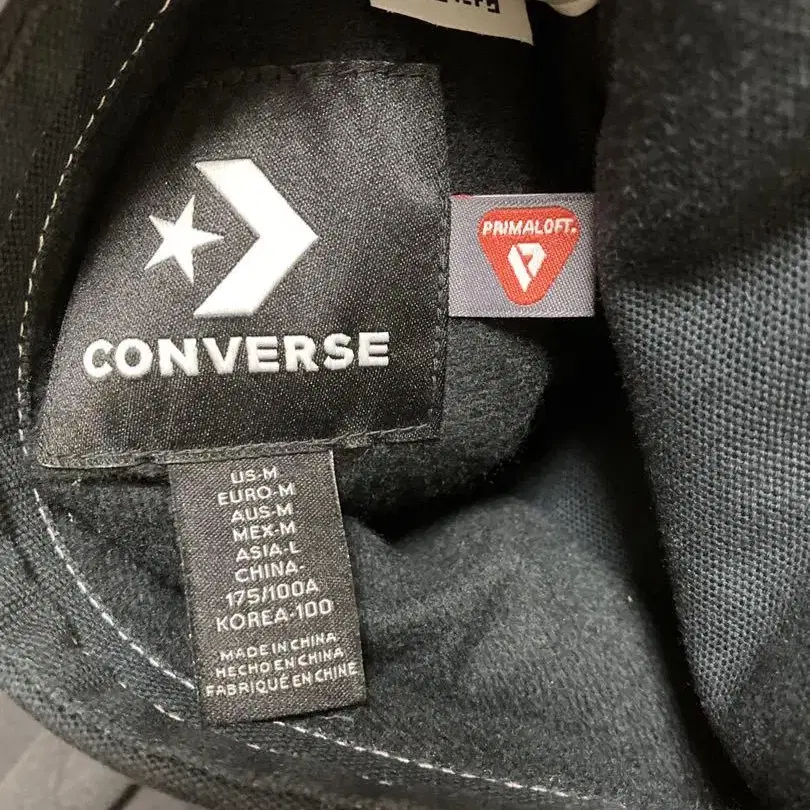 CONVERSE
PRIMALOFT.
US-M
EURO-M
AUS-M
MEX-M
ASIA-L
CHINA-
175/100A
KOREA-100
MADE IN CHINA
HECHO EN CHINA
FABRIQUÉ EN CHINE